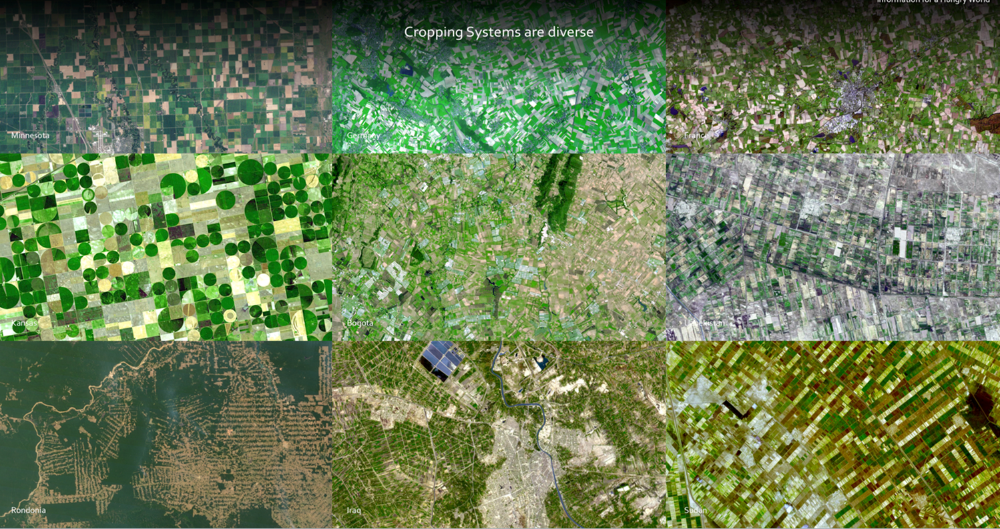 Information for a Hungry World
Cropping Systems are diverse
Minnesota
Germany
France
Kansas
Bogota
Uzbekistan
Rondonia
Iraq
Sudan